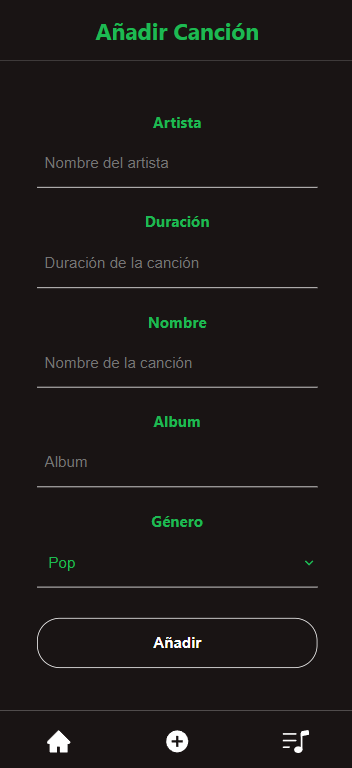 Añadir Canción
Artista
Nombre del artista
Duración
Duración de la canción
Nombre
Nombre de la canción
Album
Album
Género
Pop
Añadir